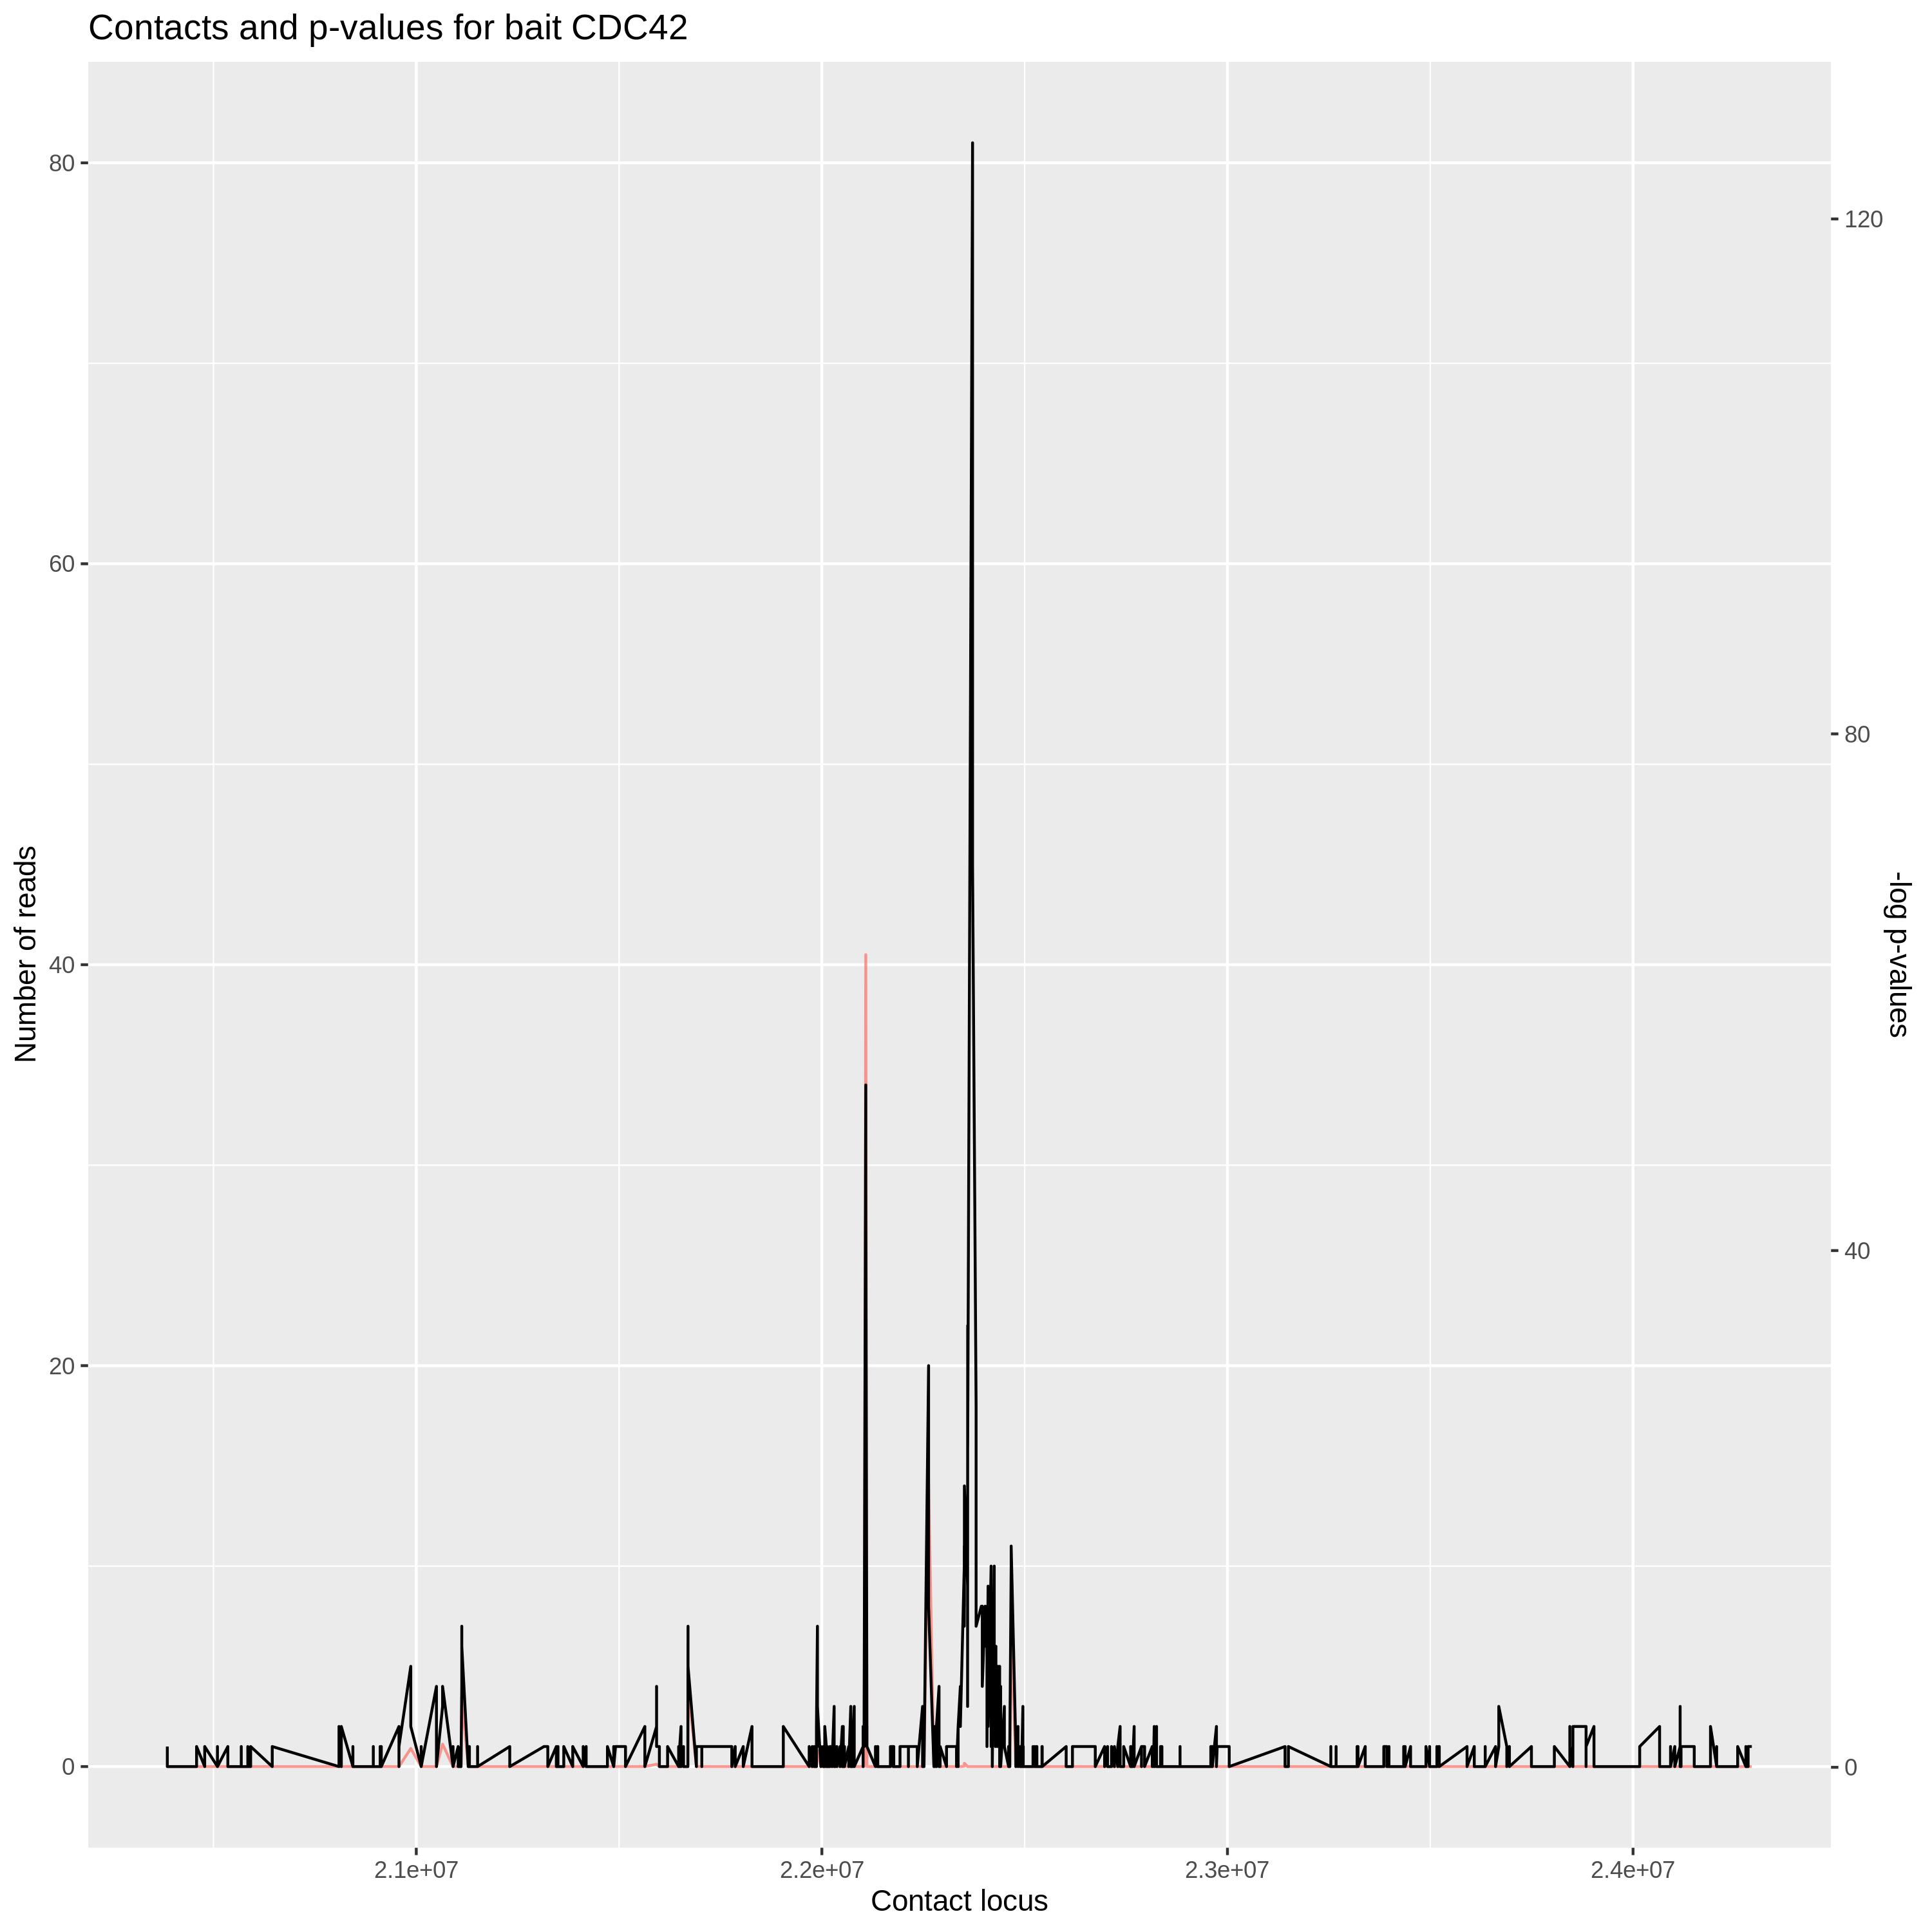 Contacts and p-values for bait CDC42
80
60
40
20
0
Number of reads
120
80
40
0
-log p-values
2.1e+07
2.2e+07
2.3e+07
2.4e+07
Contact locus